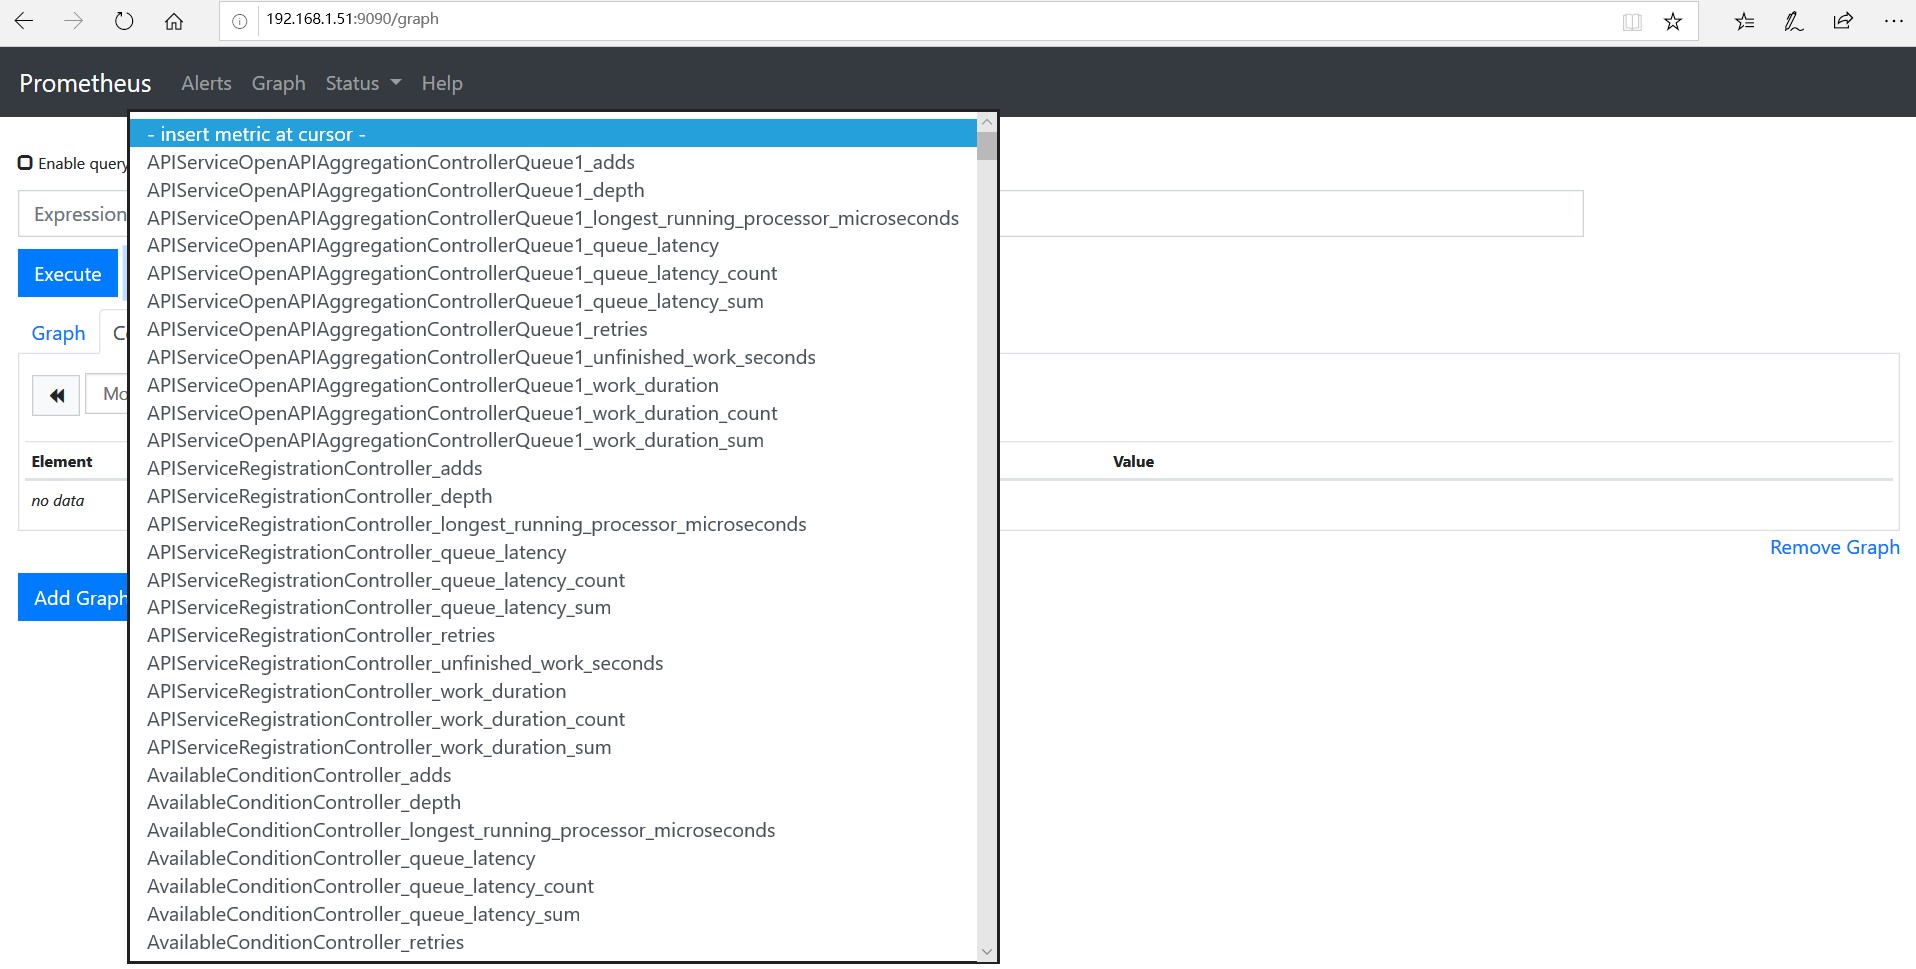 192.168.1.51:9090/graph
Prometheus Alerts Graph Status Help
- insert metric at cursor -
Enable query
APIServiceOpenAPIAggregationControllerQueue1_adds
APIServiceOpenAPIAggregationControllerQueue1_depth
Expression
APIServiceOpenAPIAggregationControllerQueue1_longest_running_processor_microseconds
APIServiceOpenAPIAggregationControllerQueue1_queue_latency
Execute
APIServiceOpenAPIAggregationControllerQueue1_queue_latency_count
APIServiceOpenAPIAggregationControllerQueue1_queue_latency_sum
Graph
APIServiceOpenAPIAggregationControllerQueue1_retries
APIServiceOpenAPIAggregationControllerQueue1_unfinished_work_seconds
APIServiceOpenAPIAggregationControllerQueue1_work_duration
Mo
APIServiceOpenAPIAggregationControllerQueue1_work_duration_count
APIServiceOpenAPIAggregationControllerQueue1_work_duration_sum
Element Value
APIServiceRegistrationController_adds
APIServiceRegistrationController_depth
no data
APIServiceRegistrationController_longest_running_processor_microseconds
Remove Graph
APIServiceRegistrationController_queue_latency
APIServiceRegistrationController_queue_latency_count
Add Graph
APIServiceRegistrationController_queue_latency_sum
APIServiceRegistrationController_retries
APIServiceRegistrationController_unfinished_work_seconds
APIServiceRegistrationController_work_duration
APIServiceRegistrationController_work_duration_count
APIServiceRegistrationController_work_duration_sum
AvailableConditionController_adds
AvailableConditionController_depth
AvailableConditionController_longest_running_processor_microseconds
AvailableConditionController_queue_latency
AvailableConditionController_queue_latency_count
AvailableConditionController_queue_latency_sum
AvailableConditionController_retries